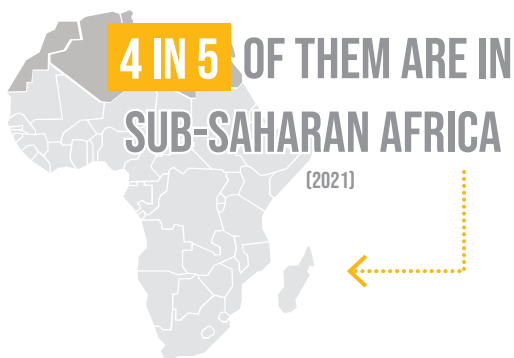 4 IN 5 OF THEM ARE IN
SUB-SAHARAN AFRICA
(2021)